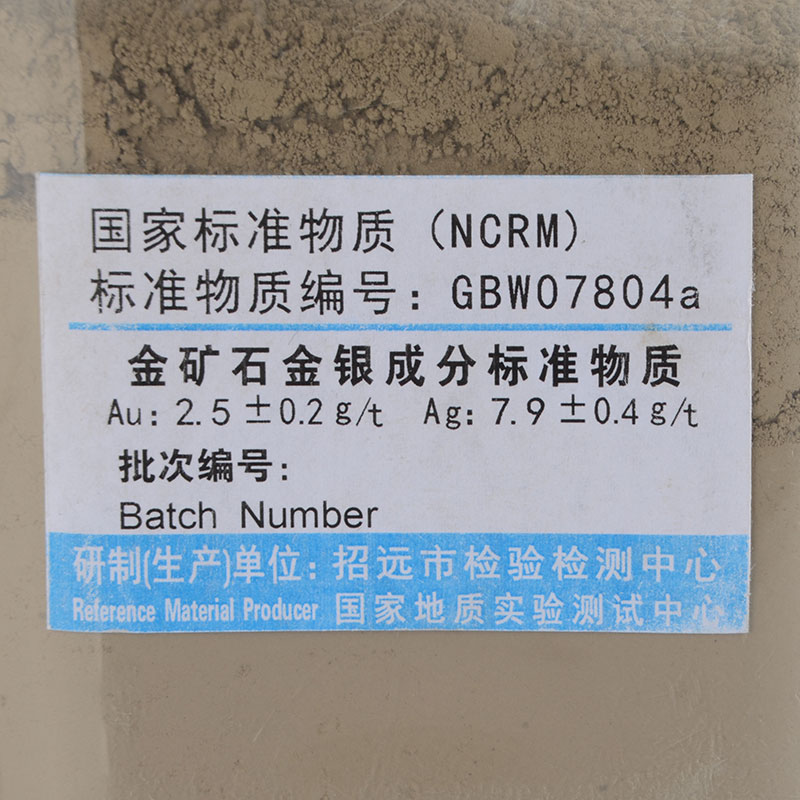 国家标准物质(NCRM)
标准物质编号：GBW07804a
金矿石金银成分标准物质
Au：2.5±0.2g/t Ag：7.9±0.4g/t
批次编号：
Batch Number
研制(生产)单位：招远市检验检测中心
Reference Material Producer 国家地质实验测试中心